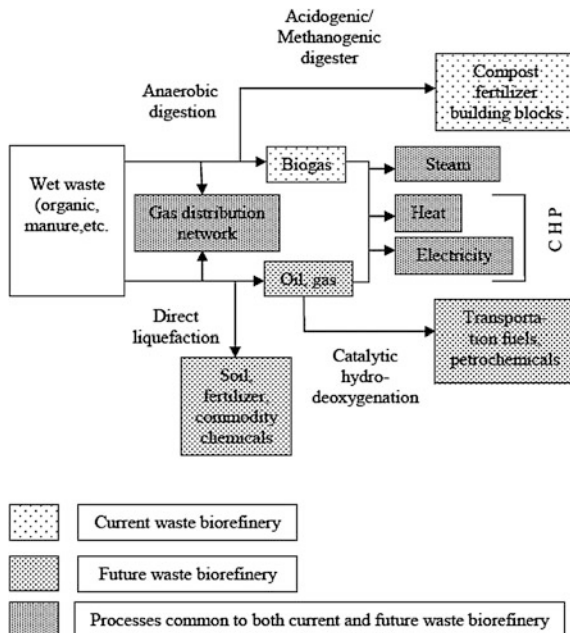 Acidogenic/
Methanogenic
digester
Anaerobic
digestion
Compost
fertilizer
building blocks
Wet waste
(organic,
manure,etc.
Biogas
Steam
Gas distribution
network
Heat
Electricity
C H P
Oil, gas
Direct
liquefaction
Transporta-
tion fuels,
petrochemicals
Catalytic
hydro-
deoxygenation
Soil,
fertilizer,
commodity
chemicals
Current waste biorefinery
Future waste biorefinery
Processes common to both current and future waste biorefinery